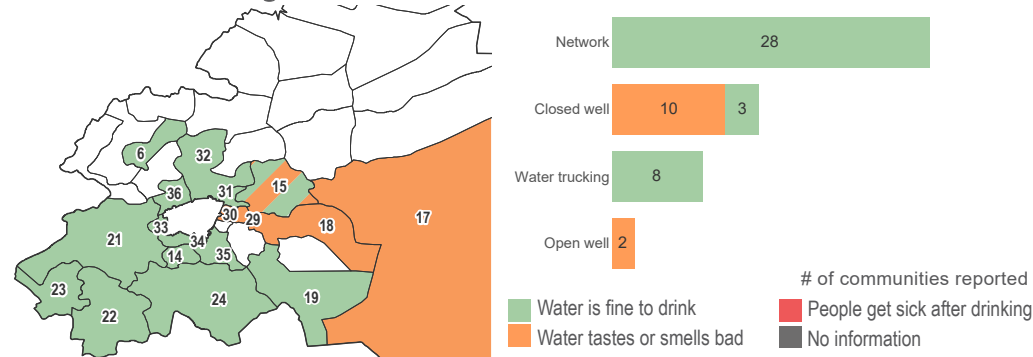 6
32
15
36
31
30
29
17
18
33
21
34
14
35
23
24
19
22
Network
28
Closed well
10
3
Water trucking
8
Open well
2
# of communities reported
Water is fine to drink
People get sick after drinking
Water tastes or smells bad
No information